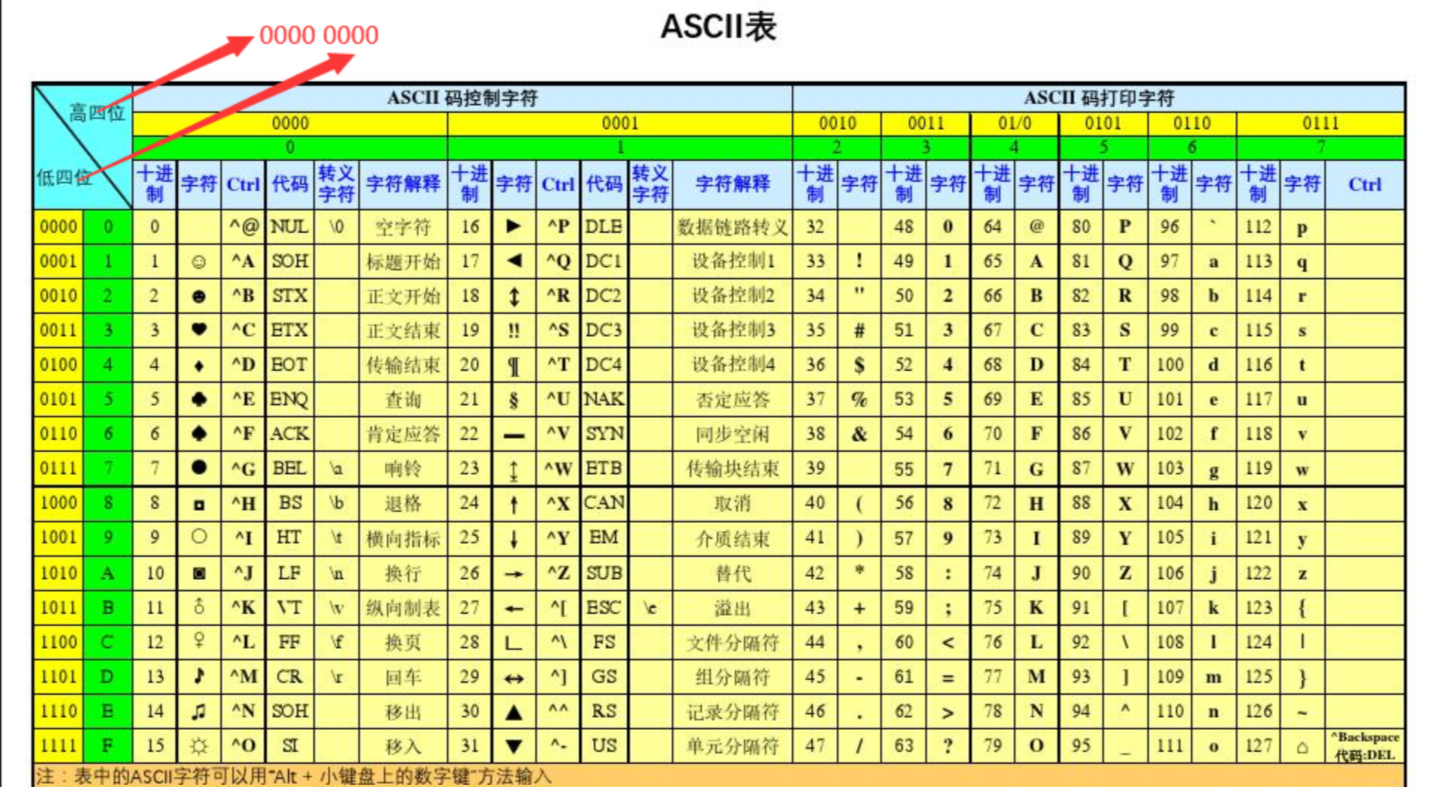 0000 0000
ASCII表
高四位 ASCII 码控制字符 ASCII 码打印字符
0000 0001 0010 0011 01/0 0101 0110 0111
0 1 2 3 4 5 6 7
低四位 十进制 字符 Ctrl 代码 转义字符 字符解释 十进制 字符 Ctrl 代码 转义字符 字符解释 十进制 字符 十进制 字符 十进制 字符 十进制 字符 十进制 字符 十进制 字符 Ctrl
0000 0 0 ^@ NUL \0 空字符 16 ► ^P DLE 数据链路转义 32 48 0 64 @ 80 P 96 ` 112 p
0001 1 1 ☺ ^A SOH 标题开始 17 ◄ ^Q DC1 设备控制1 33 ! 49 1 65 A 81 Q 97 a 113 q
0010 2 2 ☻ ^B STX 正文开始 18 ↕ ^R DC2 设备控制2 34 " 50 2 66 B 82 R 98 b 114 r
0011 3 3 ♥ ^C ETX 正文结束 19 ‼ ^S DC3 设备控制3 35 # 51 3 67 C 83 S 99 c 115 s
0100 4 4 ♦ ^D EOT 传输结束 20 ¶ ^T DC4 设备控制4 36 $ 52 4 68 D 84 T 100 d 116 t
0101 5 5 ♣ ^E ENQ 查询 21 § ^U NAK 否定应答 37 % 53 5 69 E 85 U 101 e 117 u
0110 6 6 ♠ ^F ACK 肯定应答 22 ▬ ^V SYN 同步空闲 38 & 54 6 70 F 86 V 102 f 118 v
0111 7 7 ● ^G BEL \a 响铃 23 ↨ ^W ETB 传输块结束 39 55 7 71 G 87 W 103 g 119 w
1000 8 8 ◘ ^H BS \b 退格 24 ↑ ^X CAN 取消 40 ( 56 8 72 H 88 X 104 h 120 x
1001 9 9 ○ ^I HT \t 横向指标 25 ↓ ^Y EM 介质结束 41 ) 57 9 73 I 89 Y 105 i 121 y
1010 A 10 ◙ ^J LF \n 换行 26 → ^Z SUB 替代 42 * 58 : 74 J 90 Z 106 j 122 z
1011 B 11 ♂ ^K VT \v 纵向制表 27 ← ^[ ESC \e 溢出 43 + 59 ; 75 K 91 [ 107 k 123 {
1100 C 12 ♀ ^L FF \f 换页 28 ∟ ^\ FS 文件分隔符 44 , 60 < 76 L 92 \ 108 l 124 |
1101 D 13 ♪ ^M CR \r 回车 29 ↔ ^] GS 组分隔符 45 - 61 = 77 M 93 ] 109 m 125 }
1110 E 14 ♫ ^N SOH 移出 30 ▲ ^^ RS 记录分隔符 46 . 62 > 78 N 94 ^ 110 n 126 ~
1111 F 15 ☼ ^O SI 移入 31 ▼ ^- US 单元分隔符 47 / 63 ? 79 O 95 _ 111 o 127 ⌂ ^Backspace 代码:DEL
注：表中的ASCII字符可以用"Alt + 小键盘上的数字键"方法输入